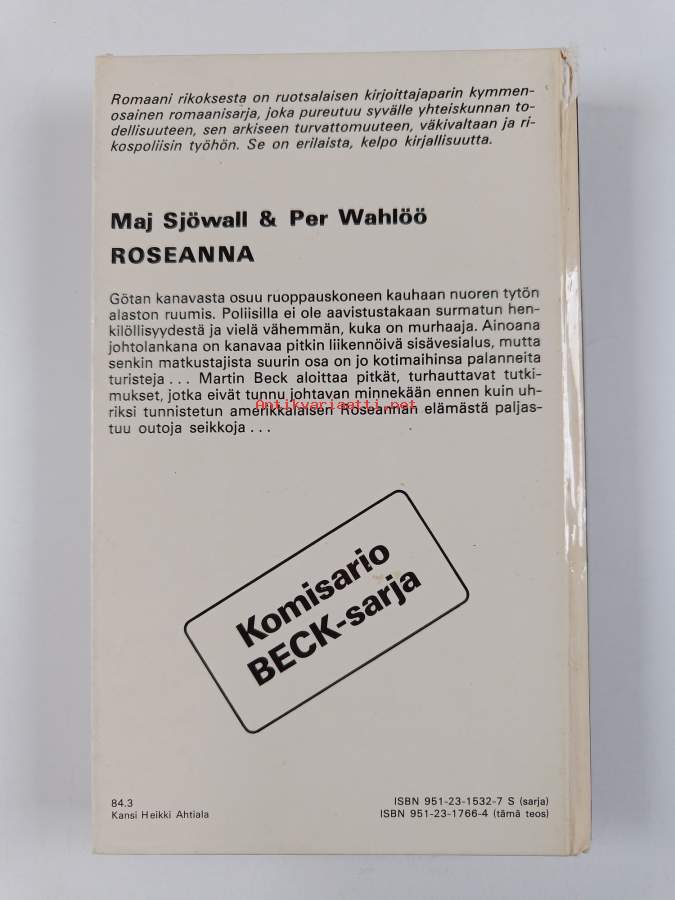 Romaani rikoksesta on ruotsalaisen kirjoittajaparin kymmen-
osainen romaanisarja, joka pureutuu syvälle yhteiskunnan to-
dellisuuteen, sen arkiseen turvattomuuteen, väkivaltaan ja ri-
kospoliisin työhön. Se on erilaista, kelpo kirjallisuutta.
Maj Sjöwall & Per Wahlöö
ROSEANNA
Götan kanavasta osuu ruoppauskoneen kauhaan nuoren tytön
alaston ruumis. Poliisilla ei ole aavistustakaan surmatun hen-
kilöllisyydestä ja vielä vähemmän, kuka on murhaaja. Ainoana
johtolankana on kanavaa pitkin liikennöivä sisävesialus, mutta
senkin matkustajista suurin osa on jo kotimaihinsa palanneita
turisteja . . . Martin Beck aloittaa pitkät, turhauttavat tutki-
mukset, jotka eivät tunnu johtavan minnekään ennen kuin uh-
Antikvariaatti.net
riksi tunnistetun amerikkalaisen Roseannan elämästä paljas-
tuu outoja seikkoja . . .
Komisario
BECK-sarja
84.3
Kansi Heikki Ahtiala
ISBN 951-23-1532-7 S (sarja)
ISBN 951-23-1766-4 (tämä teos)